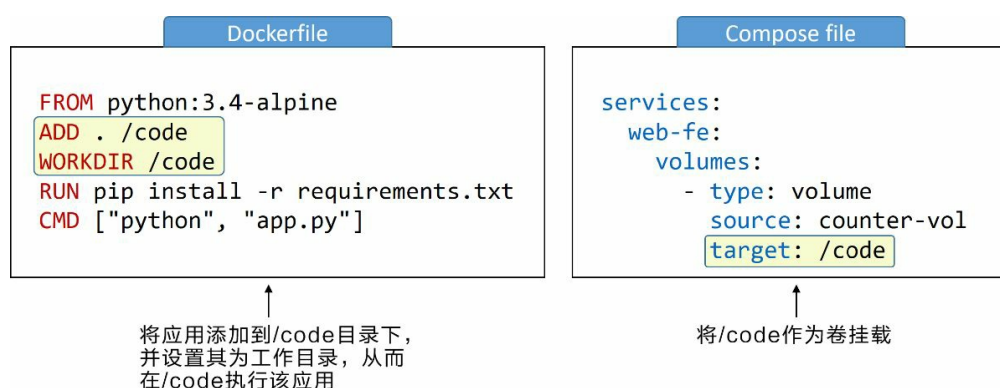 Dockerfile
FROM python:3.4-alpine
ADD . /code
WORKDIR /code
RUN pip install -r requirements.txt
CMD ["python", "app.py"]
将应用添加到/code目录下，
并设置其为工作目录，从而
在/code执行该应用
Compose file
services:
  web-fe:
    volumes:
      - type: volume
        source: counter-vol
        target: /code
将/code作为卷挂载